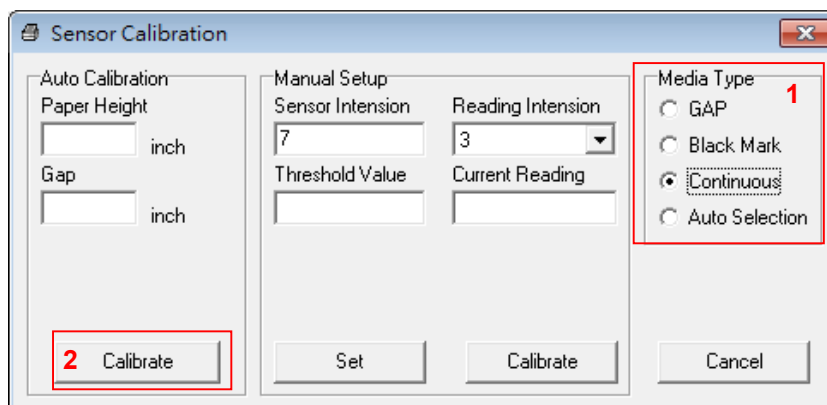 Sensor Calibration
Auto Calibration
Paper Height
inch
Gap
inch
2 Calibrate
Manual Setup
Sensor Intension Reading Intension
7 3
Threshold Value Current Reading
Set Calibrate
Media Type 1
GAP
Black Mark
Continuous
Auto Selection
Cancel